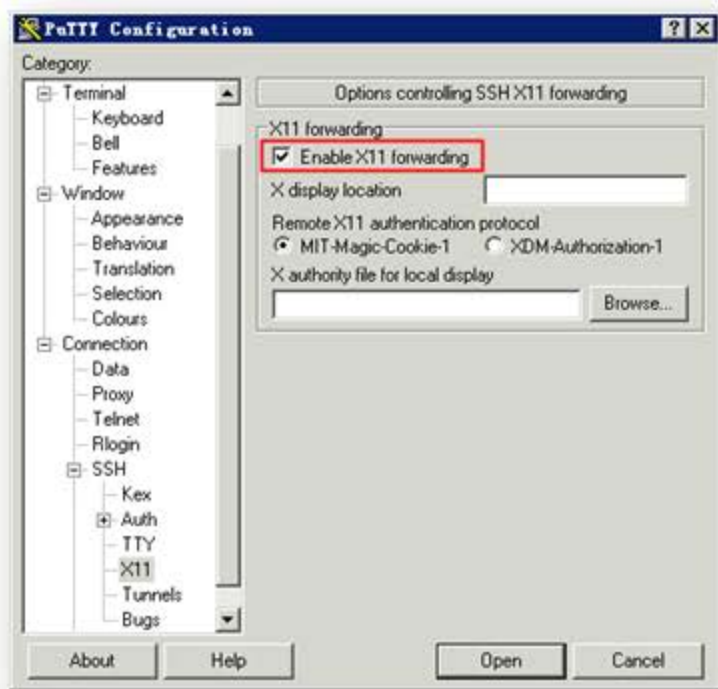 PuTTY Configuration
Category:
Terminal
Keyboard
Bell
Features
Window
Appearance
Behaviour
Translation
Selection
Colours
Connection
Data
Proxy
Telnet
Rlogin
SSH
Kex
Auth
TTY
X11
Tunnels
Bugs
Options controlling SSH X11 forwarding
X11 forwarding
Enable X11 forwarding
X display location
Remote X11 authentication protocol
MIT-Magic-Cookie-1 XDM-Authorization-1
X authority file for local display
Browse...
About Help Open Cancel